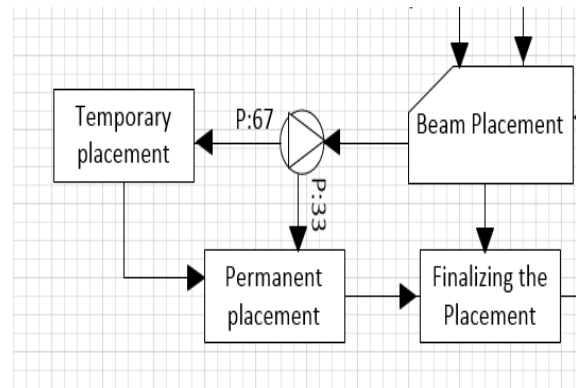 Temporary
placement
P:67
Beam Placement
P:33
Permanent
placement
Finalizing the
Placement